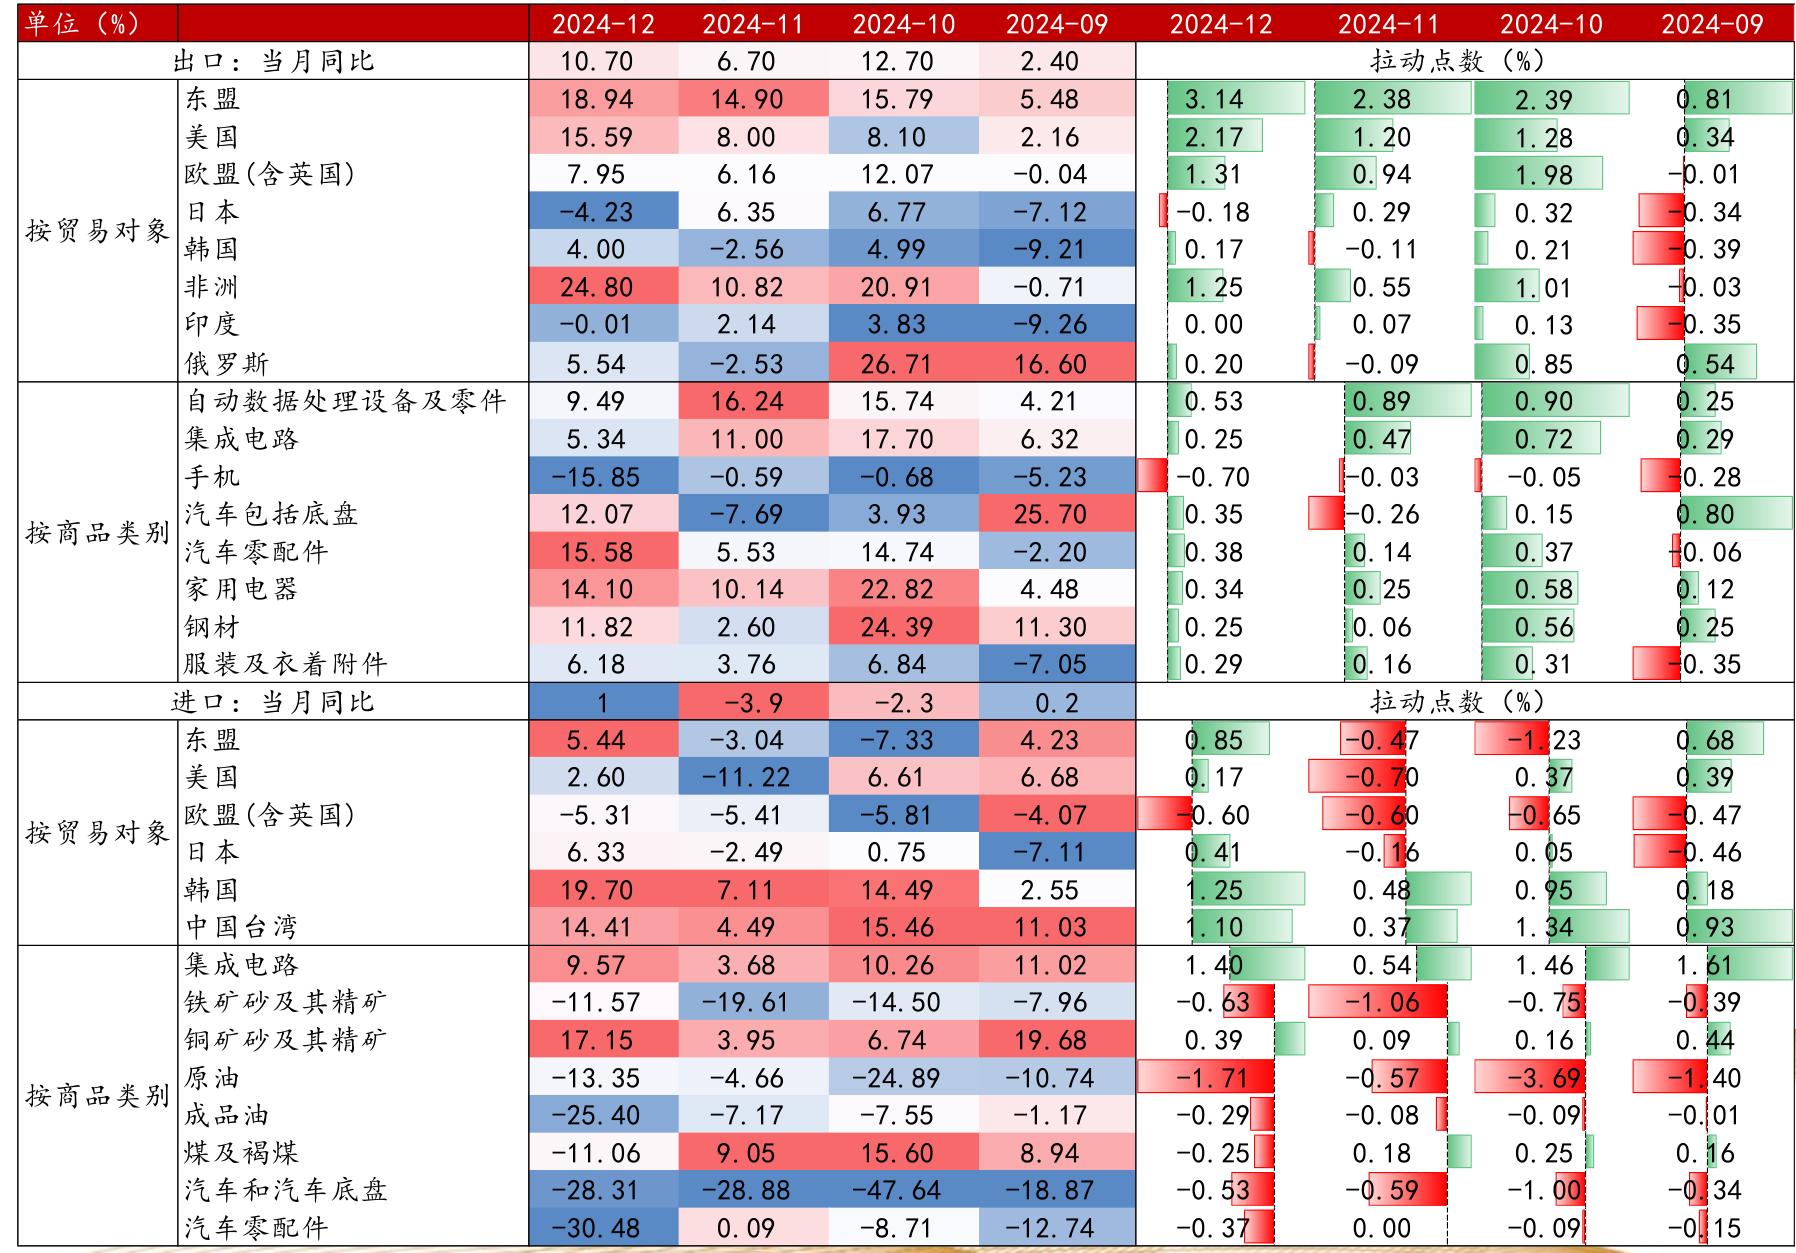 单位 (%) 2024-12 2024-11 2024-10 2024-09 2024-12 2024-11 2024-10 2024-09
出口: 当月同比 10.70 6.70 12.70 2.40 拉动点数 (%)
东盟 18.94 14.90 15.79 5.48 3.14 2.38 2.39 0.81
美国 15.59 8.00 8.10 2.16 2.17 1.20 1.28 0.34
欧盟(含英国) 7.95 6.16 12.07 -0.04 1.31 0.94 1.98 -0.01
日本 -4.23 6.35 6.77 -7.12 -0.18 0.29 0.32 -0.34
按贸易对象
韩国 4.00 -2.56 4.99 -9.21 0.17 -0.11 0.21 -0.39
非洲 24.80 10.82 20.91 -0.71 1.25 0.55 1.01 -0.03
印度 -0.01 2.14 3.83 -9.26 0.00 0.07 0.13 -0.35
俄罗斯 5.54 -2.53 26.71 16.60 0.20 -0.09 0.85 0.54
自动数据处理设备及零件 9.49 16.24 15.74 4.21 0.53 0.89 0.90 0.25
集成电路 5.34 11.00 17.70 6.32 0.25 0.47 0.72 0.29
手机 -15.85 -0.59 -0.68 -5.23 -0.70 -0.03 -0.05 -0.28
汽车包括底盘 12.07 -7.69 3.93 25.70 0.35 -0.26 0.15 0.80
按商品类别
汽车零配件 15.58 5.53 14.74 -2.20 0.38 0.14 0.37 -0.06
家用电器 14.10 10.14 22.82 4.48 0.34 0.25 0.58 0.12
钢材 11.82 2.60 24.39 11.30 0.25 0.06 0.56 0.25
服装及衣着附件 6.18 3.76 6.84 -7.05 0.29 0.16 0.31 -0.35
进口: 当月同比 1 -3.9 -2.3 0.2 拉动点数 (%)
东盟 5.44 -3.04 -7.33 4.23 0.85 -0.47 -1.23 0.68
美国 2.60 -11.22 6.61 6.68 0.17 -0.70 0.37 0.39
欧盟(含英国) -5.31 -5.41 -5.81 -4.07 -0.60 -0.60 -0.65 -0.47
按贸易对象
日本 6.33 -2.49 0.75 -7.11 0.41 -0.16 0.05 -0.46
韩国 19.70 7.11 14.49 2.55 1.25 0.48 0.95 0.18
中国台湾 14.41 4.49 15.46 11.03 1.10 0.37 1.34 0.93
集成电路 9.57 3.68 10.26 11.02 1.40 0.54 1.46 1.61
铁矿砂及其精矿 -11.57 -19.61 -14.50 -7.96 -0.63 -1.06 -0.75 -0.39
铜矿砂及其精矿 17.15 3.95 6.74 19.68 0.39 0.09 0.16 0.44
原油 -13.35 -4.66 -24.89 -10.74 -1.71 -0.57 -3.69 -1.40
按商品类别
成品油 -25.40 -7.17 -7.55 -1.17 -0.29 -0.08 -0.09 -0.01
煤及褐煤 -11.06 9.05 15.60 8.94 -0.25 0.18 0.25 0.16
汽车和汽车底盘 -28.31 -28.88 -47.64 -18.87 -0.53 -0.59 -1.00 -0.34
汽车零配件 -30.48 0.09 -8.71 -12.74 -0.37 0.00 -0.09 -0.15